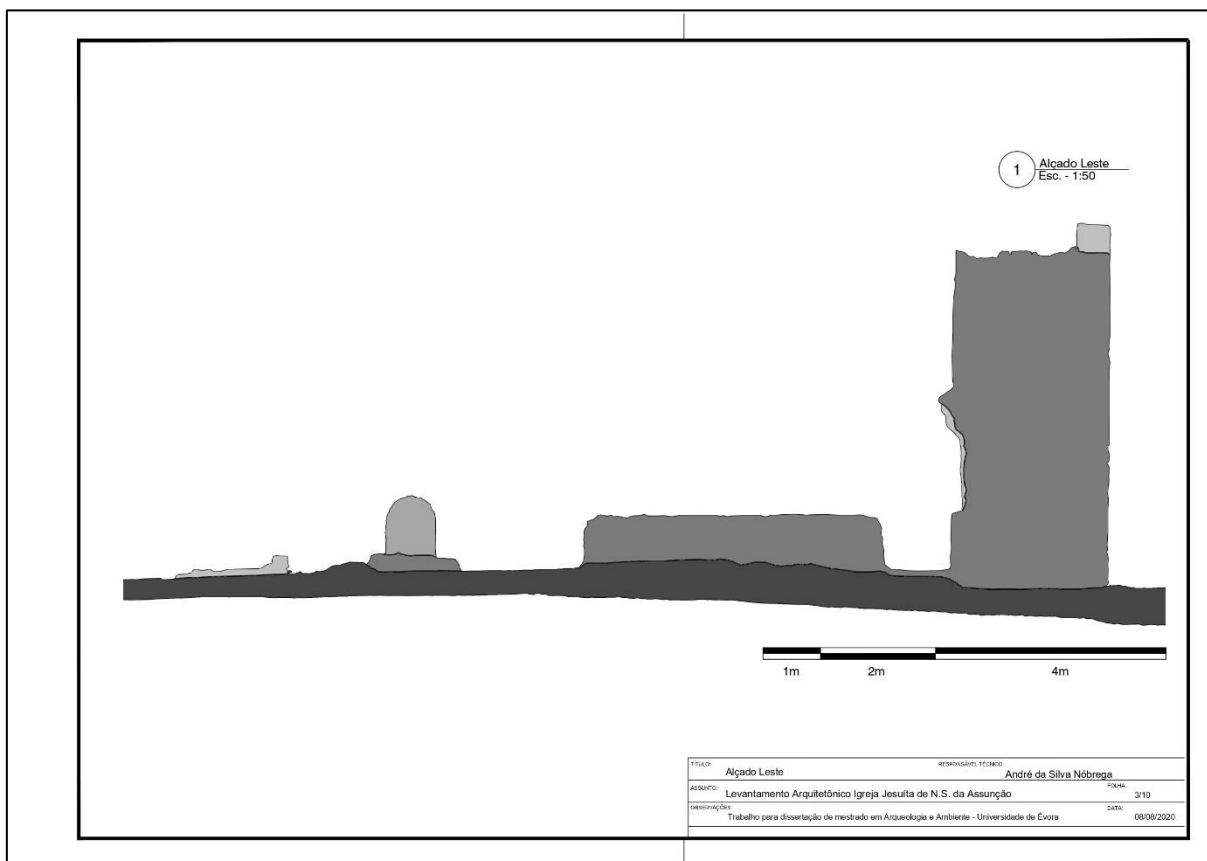 1
Alçado Leste
Esc. - 1:50
1m 2m 4m
TÍTULO: Alçado Leste RESPONSÁVEL TÉCNICO: André da Silva Nóbrega
ASSUNTO: Levantamento Arquitetônico Igreja Jesuíta de N.S. da Assunção FOLHA: 3/10
OBSERVAÇÕES: Trabalho para dissertação de mestrado em Arqueologia e Ambiente - Universidade de Évora DATA: 08/08/2020